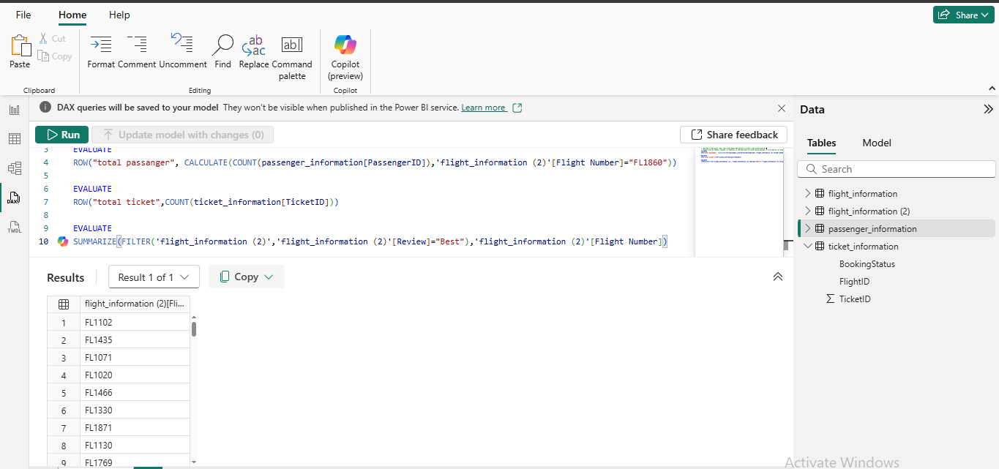 File Home Help
Share
Paste
Cut
Copy
Format Comment Uncomment Find Replace Command palette
Copilot (preview)
Clipboard Editing Copilot
DAX queries will be saved to your model They won't be visible when published in the Power BI service. Learn more
Run Update model with changes (0) Share feedback
3 EVALUATE
4 ROW("total passanger", CALCULATE(COUNT(passenger_information[PassengerID]),'flight_information (2)'[Flight Number]="FL1860"))
5
6 EVALUATE
7 ROW("total ticket",COUNT(ticket_information[TicketID]))
8
9 EVALUATE
10 SUMMARIZE(FILTER('flight_information (2)','flight_information (2)'[Review]="Best"),'flight_information (2)'[Flight Number])
Results Result 1 of 1 Copy
flight_information (2)[Fli...
1 FL1102
2 FL1435
3 FL1071
4 FL1020
5 FL1466
6 FL1330
7 FL1871
8 FL1130
9 FL1769
Data
Tables Model
Search
flight_information
flight_information (2)
passenger_information
ticket_information
BookingStatus
FlightID
TicketID
Activate Windows
DAX
TMDL